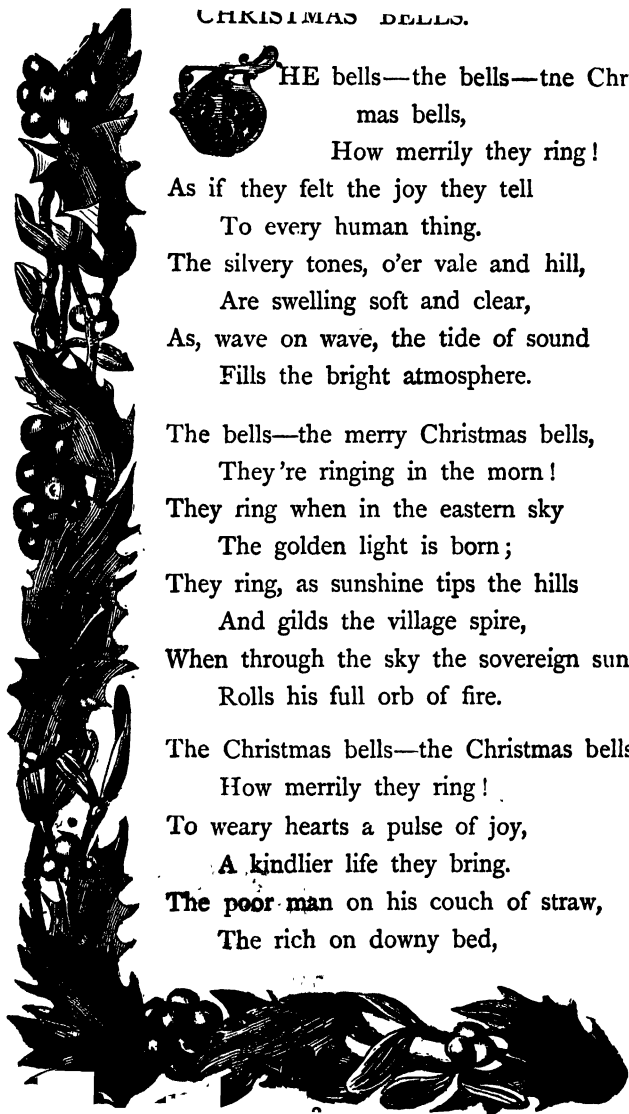 CHRISTMAS BELLS.
THE bells—the bells—tne Chr
mas bells,
How merrily they ring!
As if they felt the joy they tell
To every human thing.
The silvery tones, o'er vale and hill,
Are swelling soft and clear,
As, wave on wave, the tide of sound
Fills the bright atmosphere.
The bells—the merry Christmas bells,
They're ringing in the morn!
They ring when in the eastern sky
The golden light is born;
They ring, as sunshine tips the hills
And gilds the village spire,
When through the sky the sovereign sun
Rolls his full orb of fire.
The Christmas bells—the Christmas bells
How merrily they ring!
To weary hearts a pulse of joy,
A kindlier life they bring.
The poor man on his couch of straw,
The rich on downy bed,